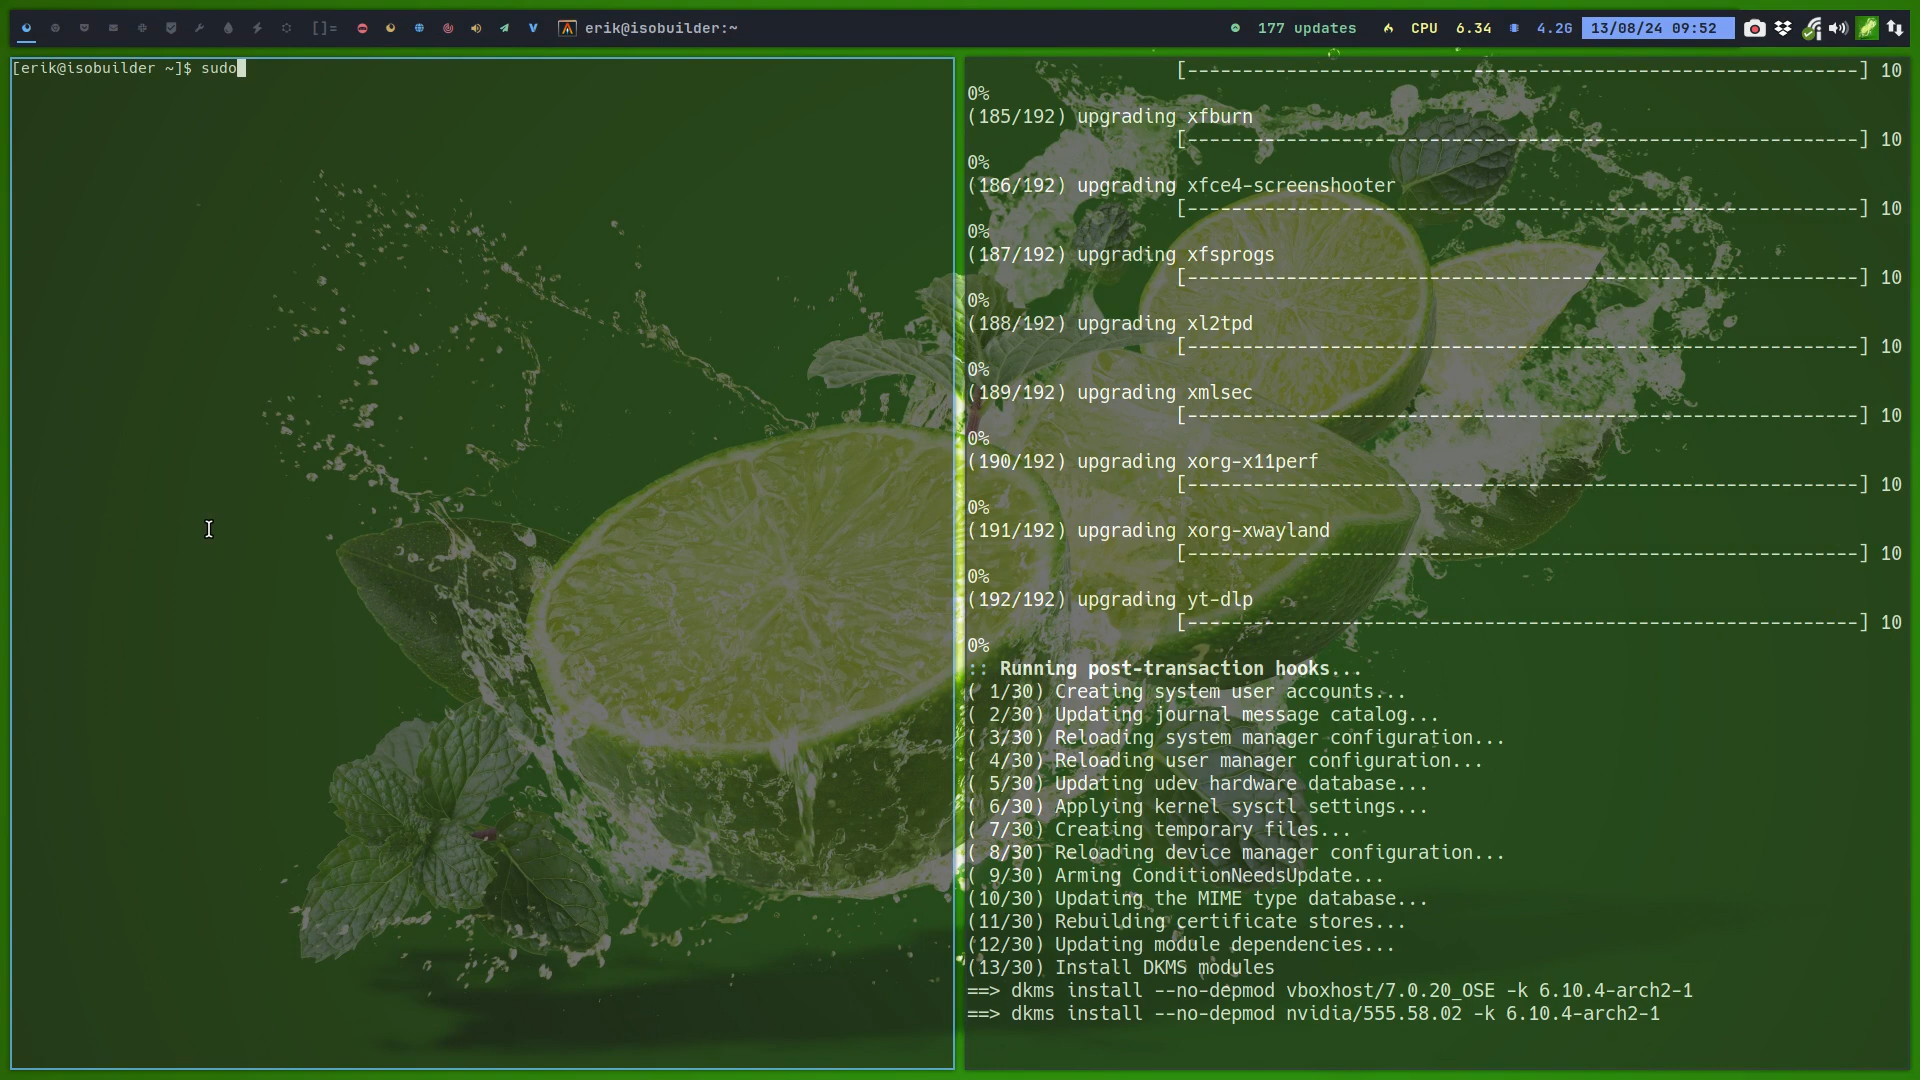 []= erik@isobuilder:~ 177 updates CPU 6.34 4.2G 13/08/24 09:52
[erik@isobuilder ~]$ sudo
[-------------------------------------------------------------] 10
0%
(185/192) upgrading xfburn
[-------------------------------------------------------------] 10
0%
(186/192) upgrading xfce4-screenshooter
[-------------------------------------------------------------] 10
0%
(187/192) upgrading xfsprogs
[-------------------------------------------------------------] 10
0%
(188/192) upgrading xl2tpd
[-------------------------------------------------------------] 10
0%
(189/192) upgrading xmlsec
[-------------------------------------------------------------] 10
0%
(190/192) upgrading xorg-x11perf
[-------------------------------------------------------------] 10
0%
(191/192) upgrading xorg-xwayland
[-------------------------------------------------------------] 10
0%
(192/192) upgrading yt-dlp
[-------------------------------------------------------------] 10
0%
:: Running post-transaction hooks...
( 1/30) Creating system user accounts...
( 2/30) Updating journal message catalog...
( 3/30) Reloading system manager configuration...
( 4/30) Reloading user manager configuration...
( 5/30) Updating udev hardware database...
( 6/30) Applying kernel sysctl settings...
( 7/30) Creating temporary files...
( 8/30) Reloading device manager configuration...
( 9/30) Arming ConditionNeedsUpdate...
(10/30) Updating the MIME type database...
(11/30) Rebuilding certificate stores...
(12/30) Updating module dependencies...
(13/30) Install DKMS modules
==> dkms install --no-depmod vboxhost/7.0.20_OSE -k 6.10.4-arch2-1
==> dkms install --no-depmod nvidia/555.58.02 -k 6.10.4-arch2-1